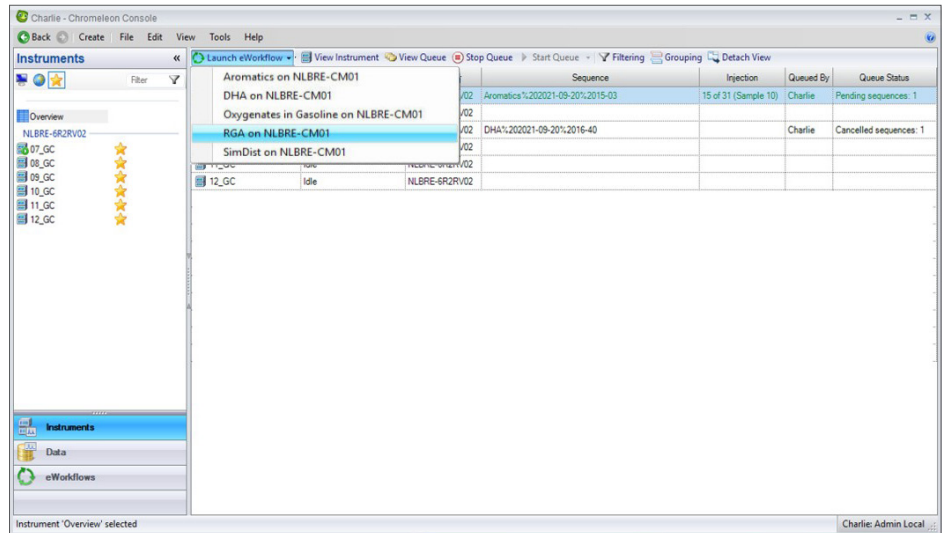 Charlie - Chromeleon Console
Back Create File Edit View Tools Help
Instruments «
Launch eWorkflow View Instrument View Queue Stop Queue Start Queue Filtering Grouping Detach View
Filter
Aromatics on NLBRE-CM01
DHA on NLBRE-CM01
Oxygenates in Gasoline on NLBRE-CM01
RGA on NLBRE-CM01
SimDist on NLBRE-CM01
Sequence Injection Queued By Queue Status
V02 Aromatics%202021-09-20%2015-03 15 of 31 (Sample 10) Charlie Pending sequences: 1
V02
V02 DHA%202021-09-20%2016-40 Charlie Cancelled sequences: 1
V02
12_GC Idle NLBRE-6R2RV02
Overview
NLBRE-6R2RV02
07_GC
08_GC
09_GC
10_GC
11_GC
12_GC
Instruments
Data
eWorkflows
Instrument 'Overview' selected
Charlie: Admin Local